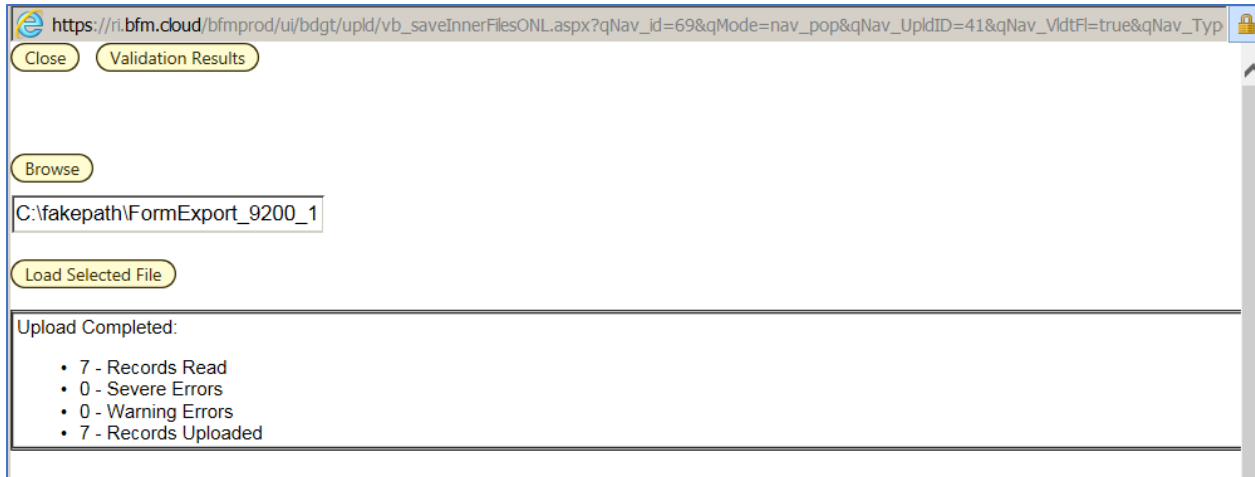 https://ri.bfm.cloud/bfmprod/ui/bdgt/upld/vb_saveInnerFilesONL.aspx?qNav_id=69&qMode=nav_pop&qNav_UpldID=41&qNav_VldtFl=true&qNav_Typ
Close Validation Results
Browse
C:\fakepath\FormExport_9200_1
Load Selected File
Upload Completed:
• 7 - Records Read
• 0 - Severe Errors
• 0 - Warning Errors
• 7 - Records Uploaded